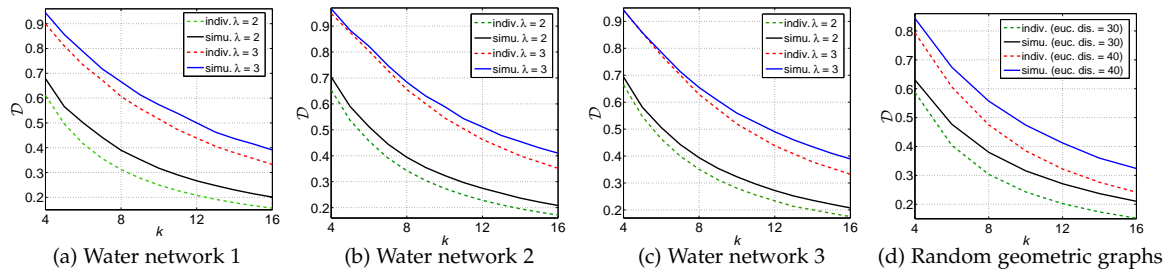 1
0.9
0.8
0.7
0.6
0.5
0.4
0.3
0.2
𝒟
4 8 12 16
k
indiv, λ = 2
simu, λ = 2
indiv. λ = 3
simu. λ = 3
(a) Water network 1
0.9
0.8
0.7
0.6
0.5
0.4
0.3
0.2
𝒟
4 8 12 16
k
indiv. λ = 2
simu. λ = 2
indiv. λ = 3
simu. λ = 3
(b) Water network 2
0.9
0.8
0.7
0.6
0.5
0.4
0.3
0.2
𝒟
4 8 12 16
k
indiv. λ = 2
simu. λ = 2
indiv. λ = 3
simu. λ = 3
(c) Water network 3
0.8
0.7
0.6
0.5
0.4
0.3
0.2
𝒟
4 8 12 16
k
indiv. (euc. dis. = 30)
simu. (euc. dis. = 30)
indiv. (euc. dis. = 40)
simu. (euc. dis. = 40)
(d) Random geometric graphs